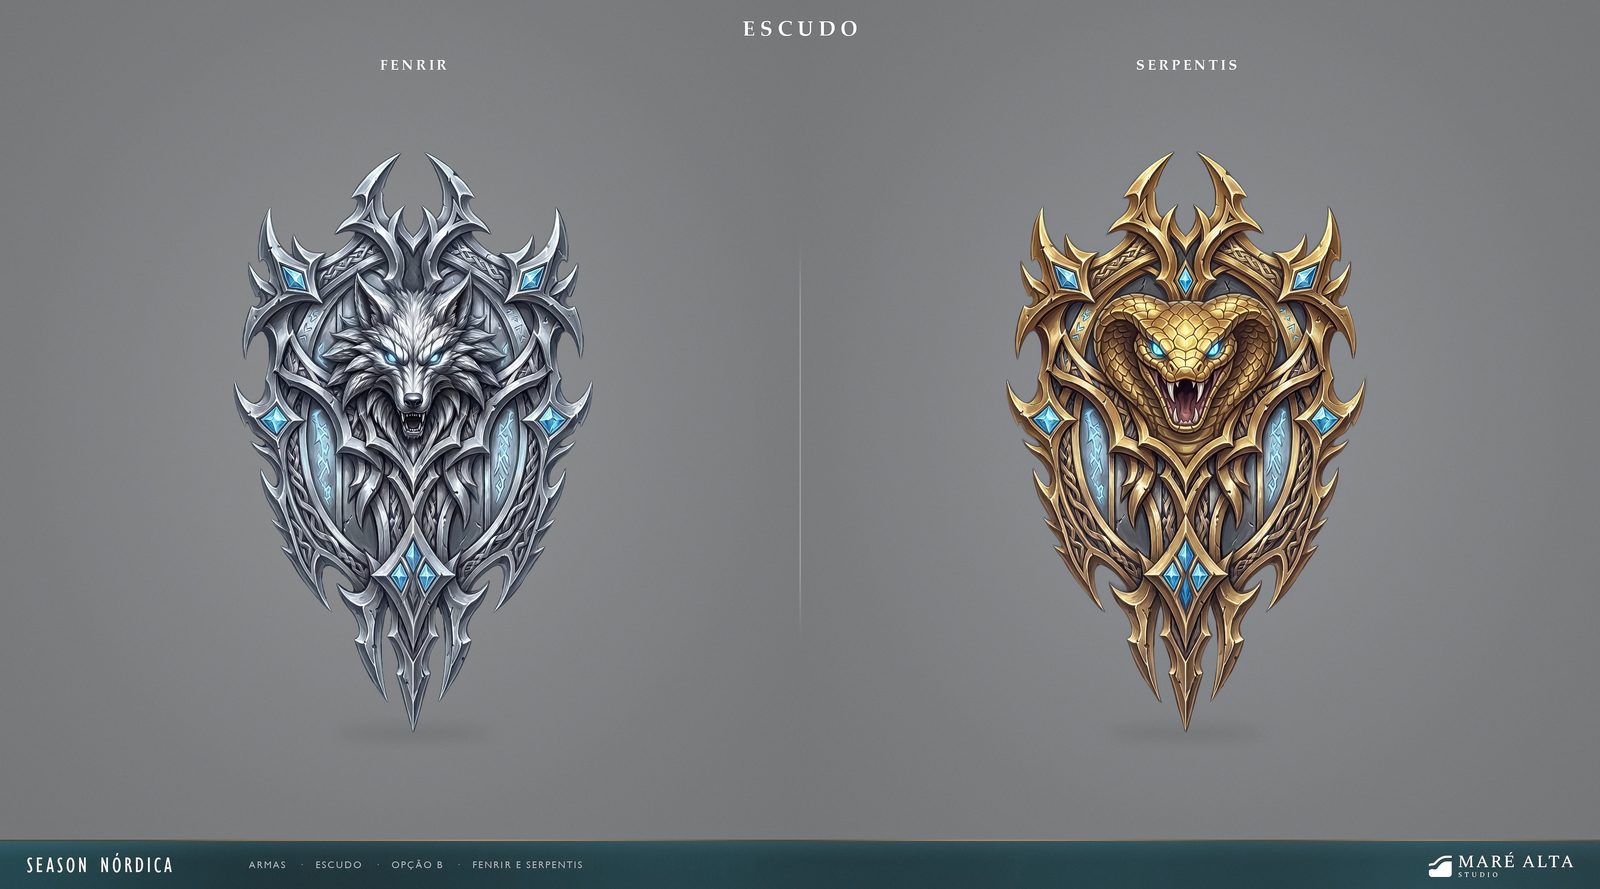 ESCUDO
FENRIR
SERPENTIS
SEASON NÓRDICA
ARMAS · ESCUDO · OPÇÃO B · FENRIR E SERPENTIS
MARÉ ALTA
STUDIO